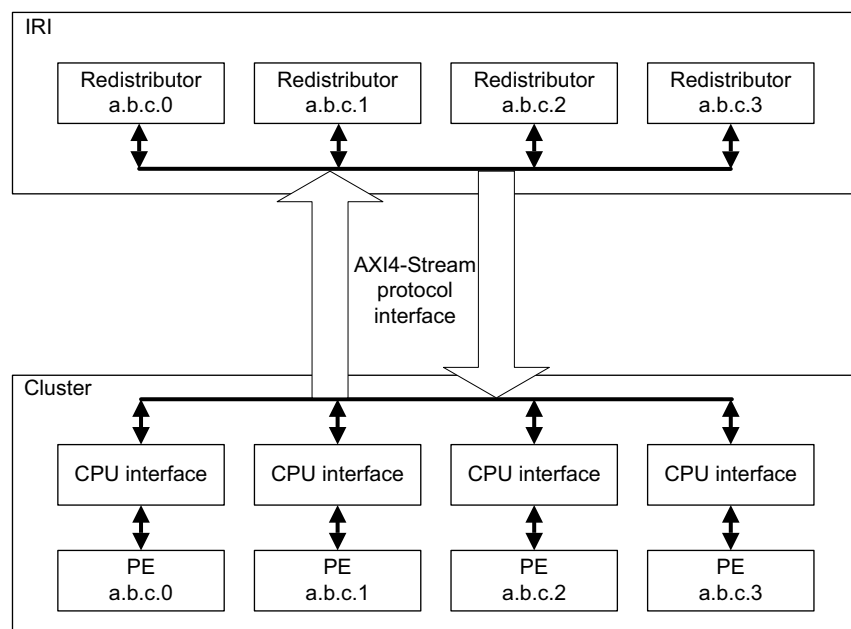 IRI
Redistributor
a.b.c.0
Redistributor
a.b.c.1
Redistributor
a.b.c.2
Redistributor
a.b.c.3
AXI4-Stream
protocol
interface
Cluster
CPU interface
CPU interface
CPU interface
CPU interface
PE
a.b.c.0
PE
a.b.c.1
PE
a.b.c.2
PE
a.b.c.3